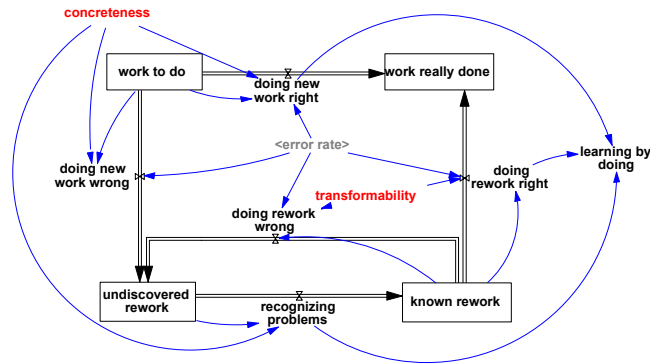 concreteness
work to do
work really done
doing new
work right
<error rate>
doing new
work wrong
learning by
doing
doing
rework right
transformability
doing rework
wrong
undiscovered
rework
known rework
recognizing
problems